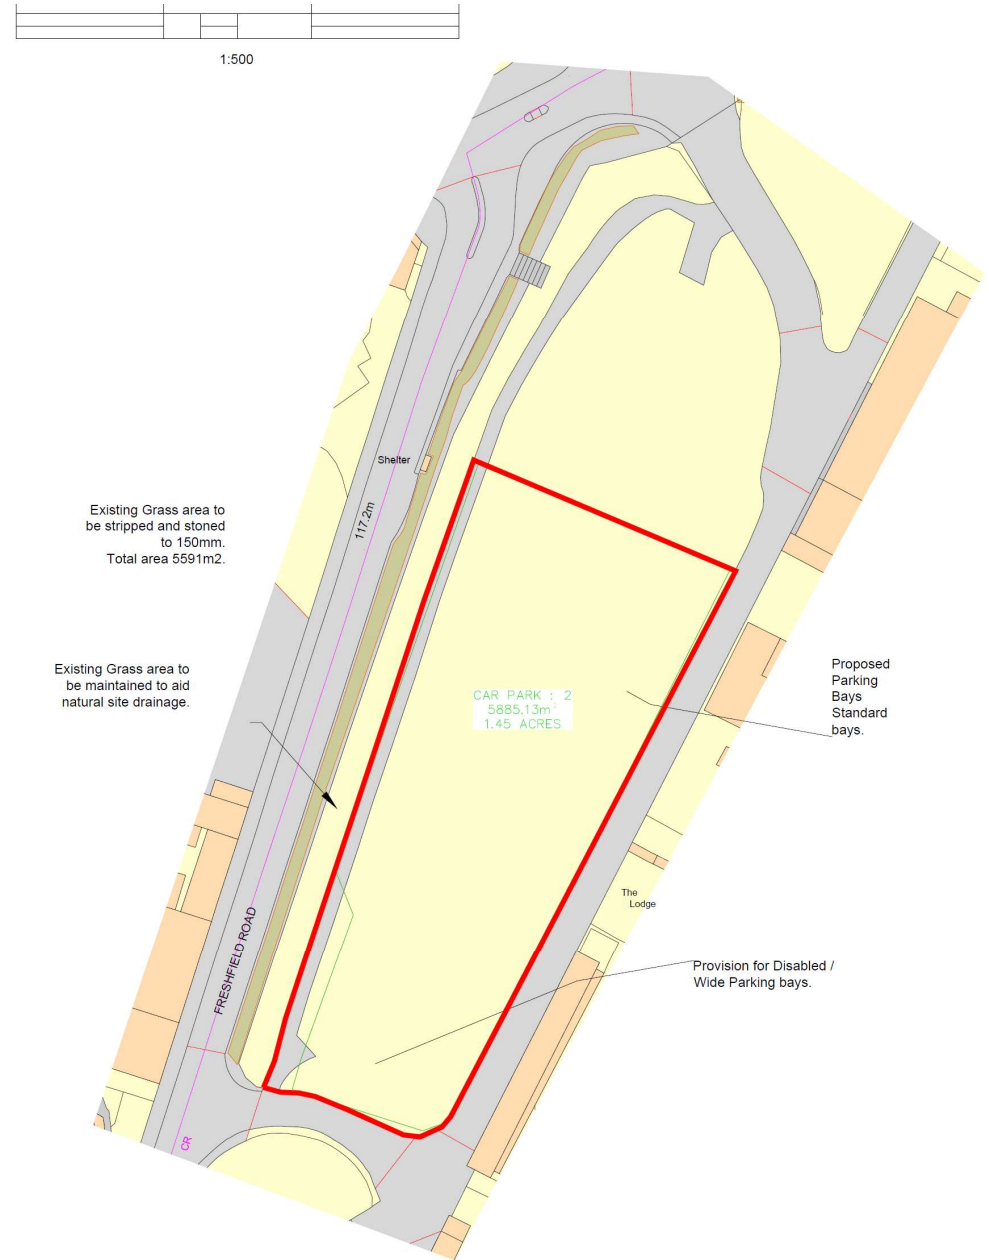 1:500
Shelter
117.2m
Existing Grass area to
be stripped and stoned
to 150mm.
Total area 5591m2.
Existing Grass area to
be maintained to aid
natural site drainage.
CAR PARK : 2
5885.13m²
1.45 ACRES
Proposed
Parking
Bays
Standard
bays.
The
Lodge
FRESHFIELD ROAD
Provision for Disabled /
Wide Parking bays.
CR